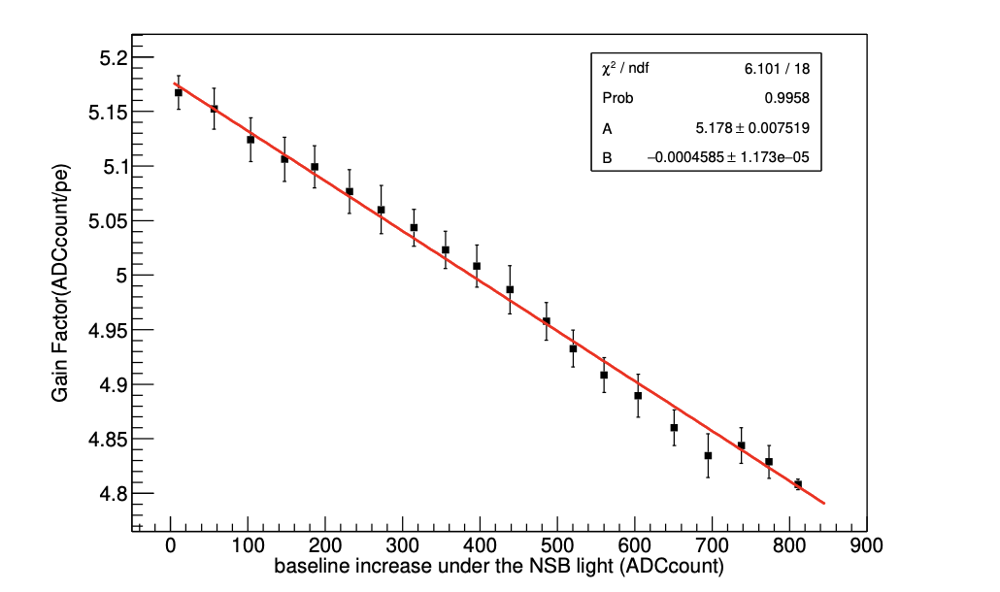 5.2
5.15
5.1
5.05
5
4.95
4.9
4.85
4.8
Gain Factor(ADCcount/pe)
χ² / ndf 6.101 / 18
Prob 0.9958
A 5.178 ± 0.007519
B −0.0004585 ± 1.173e−05
0 100 200 300 400 500 600 700 800 900
baseline increase under the NSB light (ADCcount)